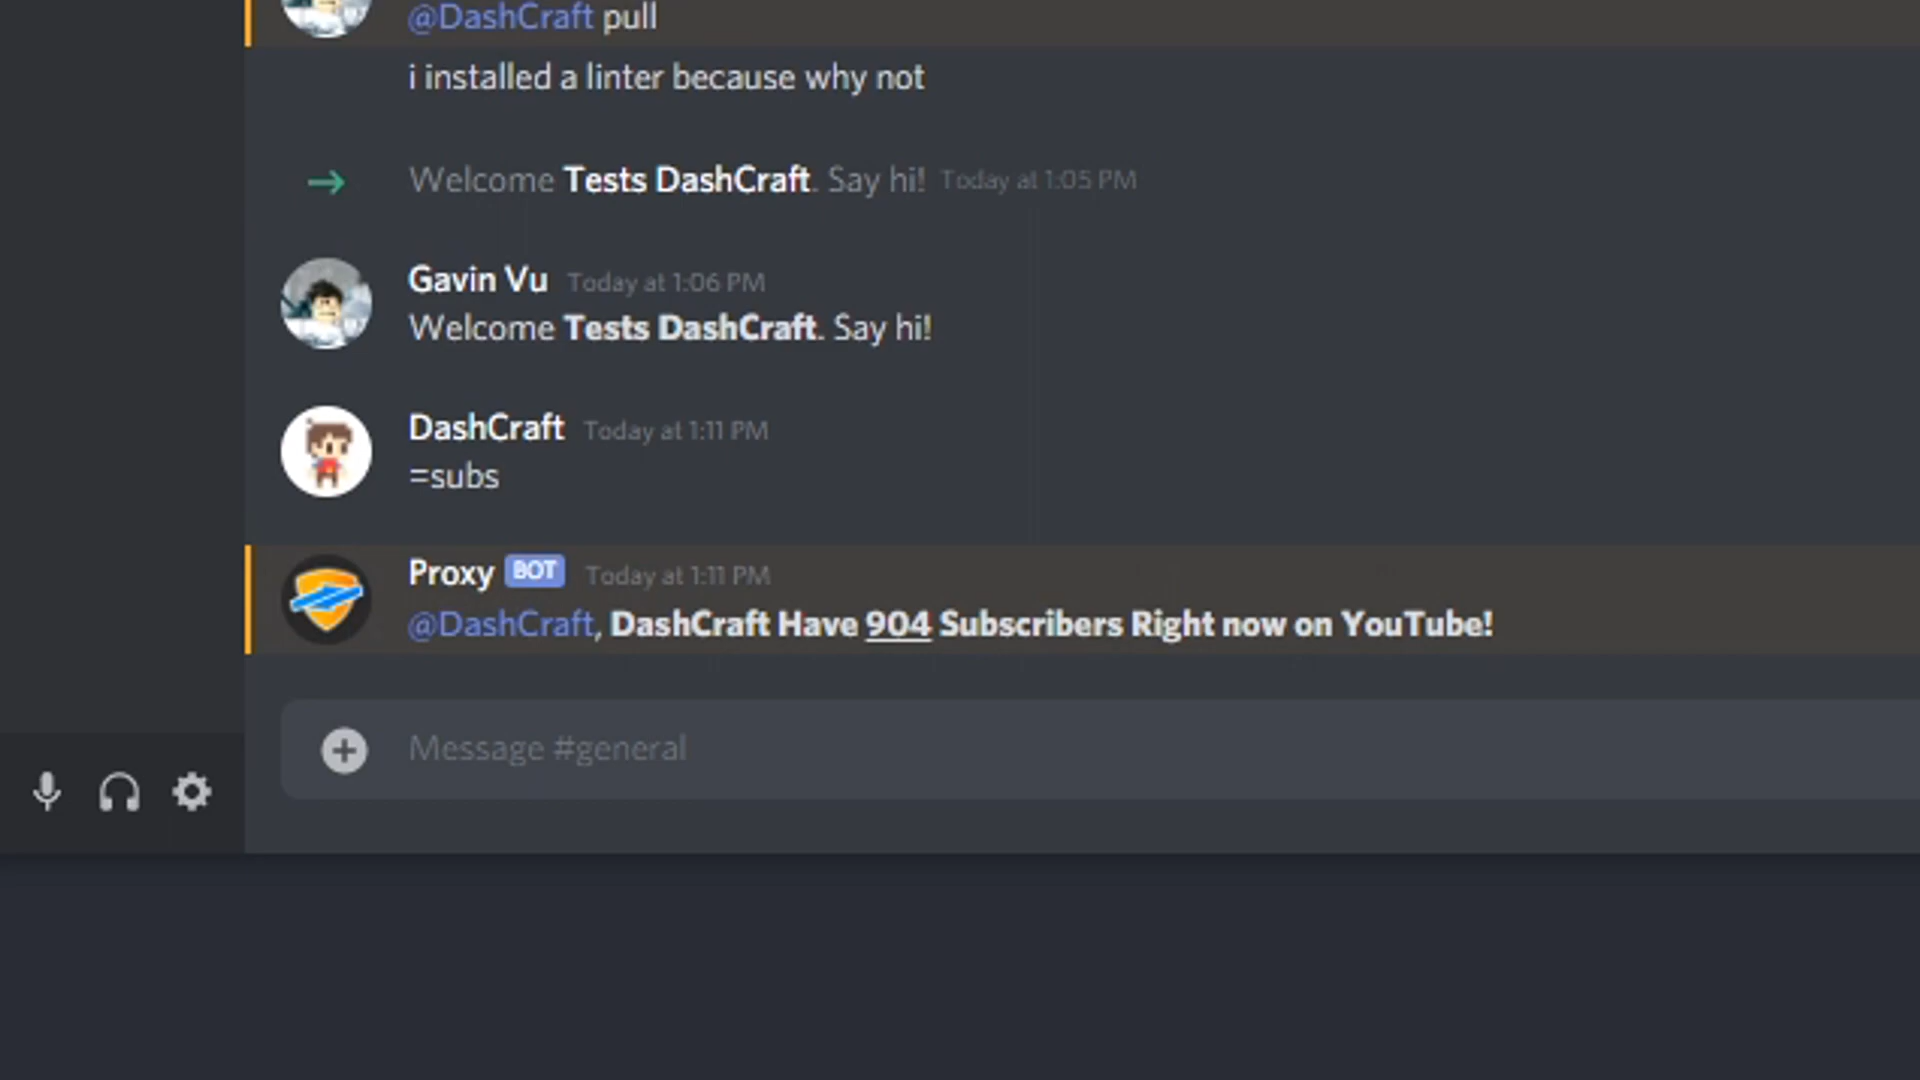 @DashCraft pull
i installed a linter because why not
Welcome Tests DashCraft. Say hi! Today at 1:05 PM
Gavin Vu Today at 1:06 PM
Welcome Tests DashCraft. Say hi!
DashCraft Today at 1:11 PM
=subs
Proxy BOT Today at 1:11 PM
@DashCraft, DashCraft Have 904 Subscribers Right now on YouTube!
Message #general